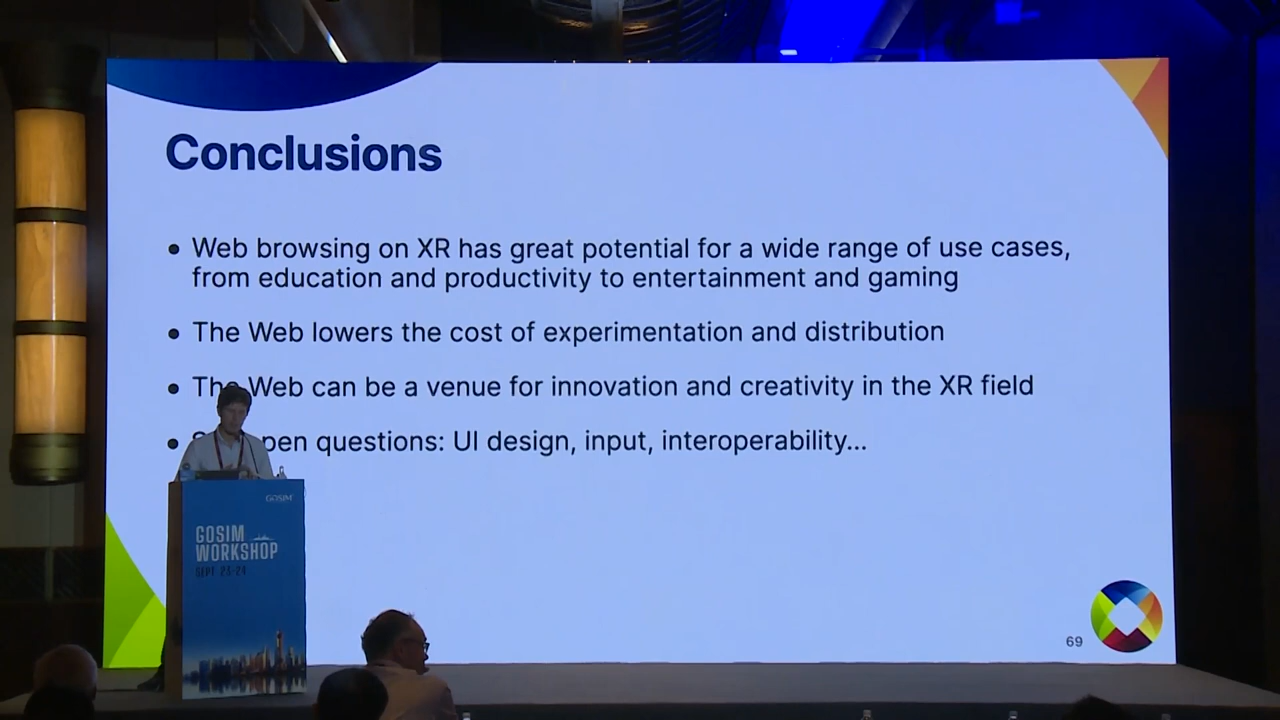 Conclusions
• Web browsing on XR has great potential for a wide range of use cases,
from education and productivity to entertainment and gaming
• The Web lowers the cost of experimentation and distribution
• The Web can be a venue for innovation and creativity in the XR field
• questions: UI design, input, interoperability...
69
GOSIM
GOSIM
WORKSHOP
SEPT 23-24